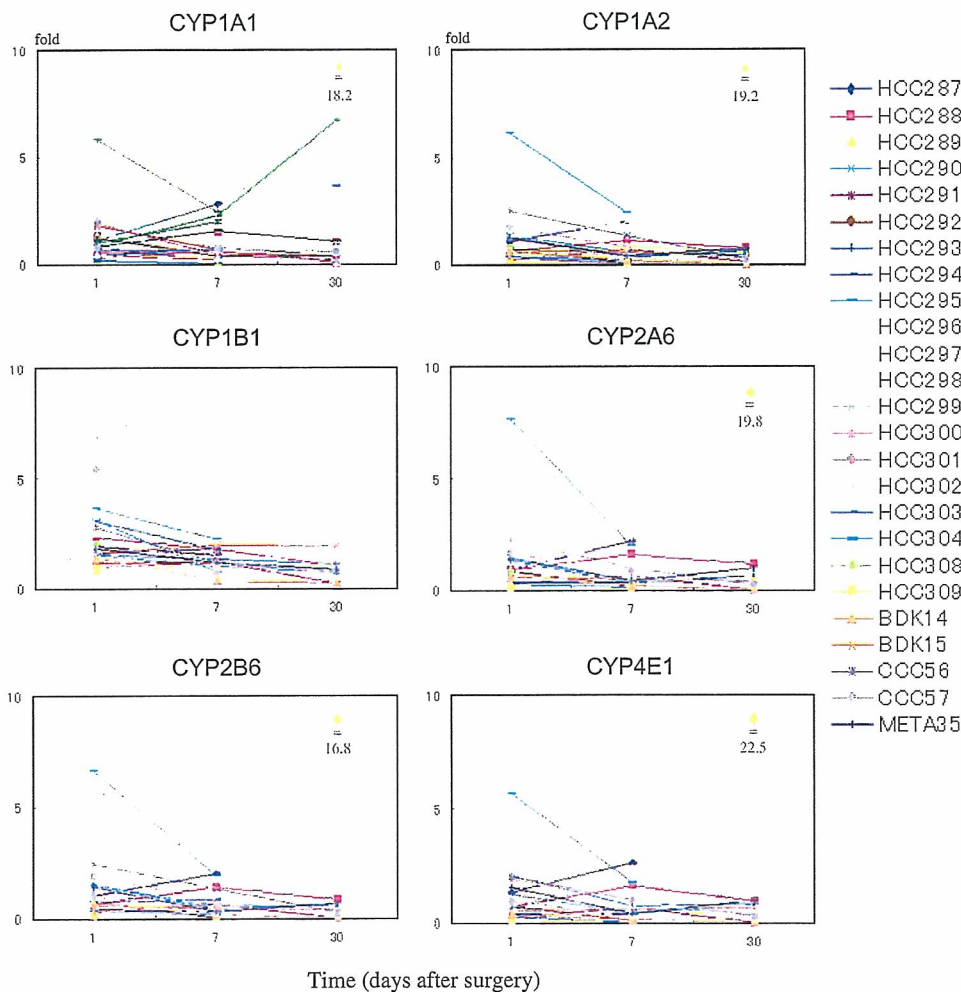 CYP1A1
fold
10
5
0
1 7 30
=
18.2
CYP1A2
10
5
0
1 7 30
=
19.2
CYP1B1
10
5
0
1 7 30
CYP2A6
10
5
0
1 7 30
=
19.8
CYP2B6
10
5
0
1 7 30
=
16.8
CYP4E1
10
5
0
1 7 30
=
22.5
Time (days after surgery)
HCC287
HCC288
HCC289
HCC290
HCC291
HCC292
HCC293
HCC294
HCC295
HCC296
HCC297
HCC298
HCC299
HCC300
HCC301
HCC302
HCC303
HCC304
HCC308
HCC309
BDK14
BDK15
CCC56
CCC57
META35